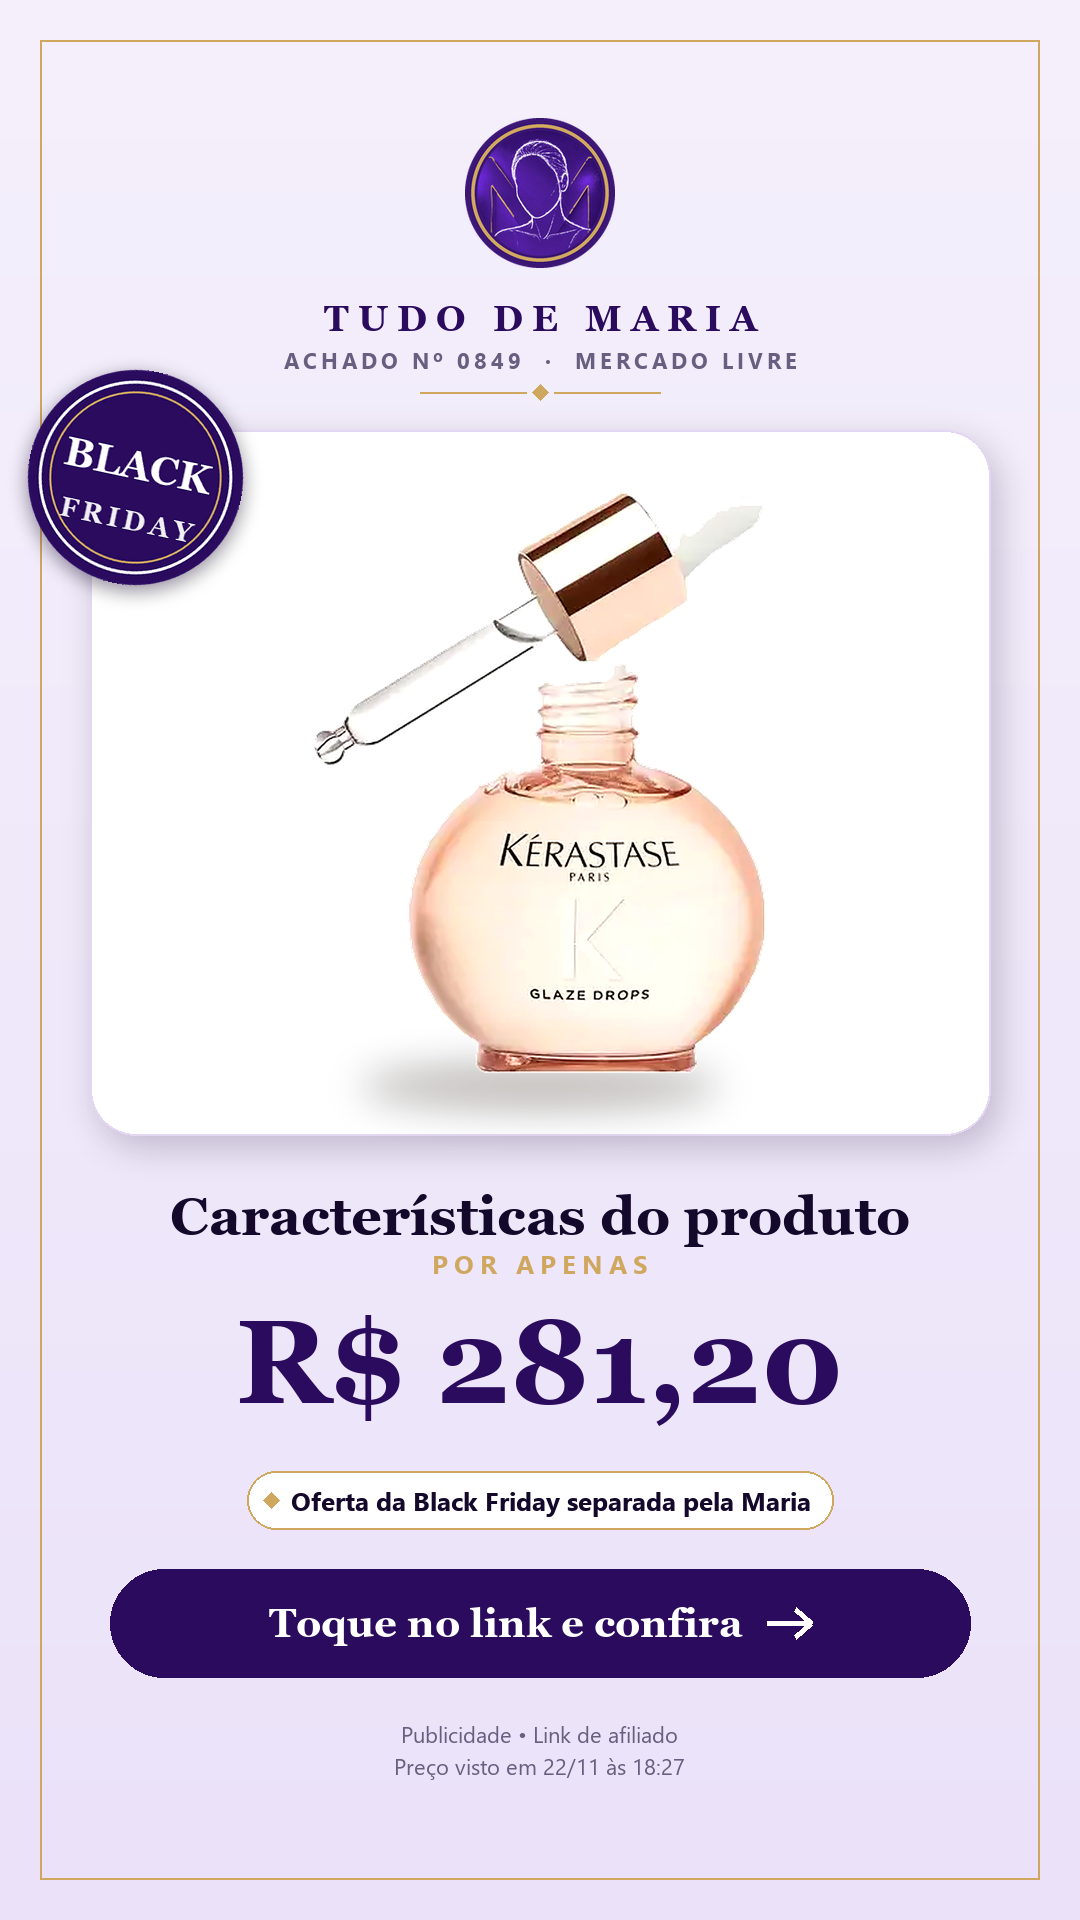 TUDO DE MARIA
ACHADO Nº 0849 · MERCADO LIVRE
BLACK
FRIDAY
KÉRASTASE
PARIS
K
GLAZE DROPS
Características do produto
POR APENAS
R$ 281,20
Oferta da Black Friday separada pela Maria
Toque no link e confira →
Publicidade • Link de afiliado
Preço visto em 22/11 às 18:27